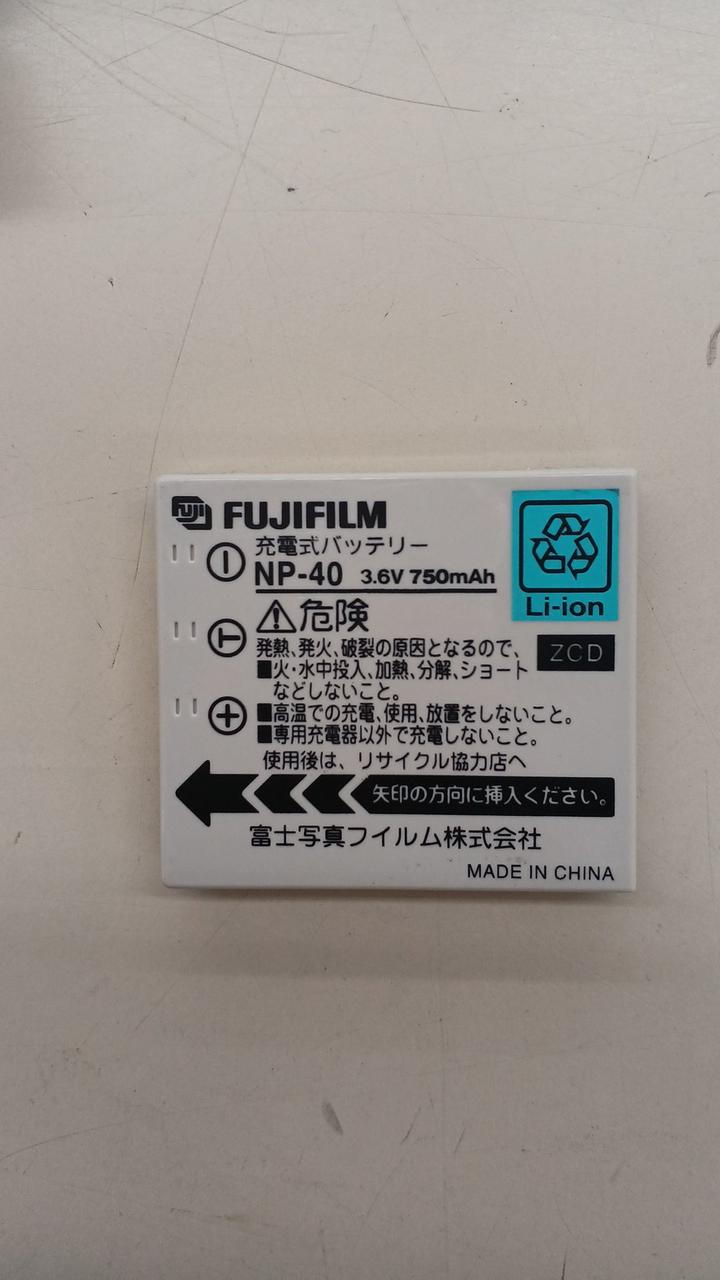 Fuji FUJIFILM
充電式バッテリー
NP-40 3.6V 750mAh
Li-ion
危険
ZCD
発熱、発火、破裂の原因となるので、
■火・水中投入、加熱、分解、ショート
などしないこと。
■高温での充電、使用、放置をしないこと。
■専用充電器以外で充電しないこと。
使用後は、リサイクル協力店へ
矢印の方向に挿入ください。
富士写真フイルム株式会社
MADE IN CHINA